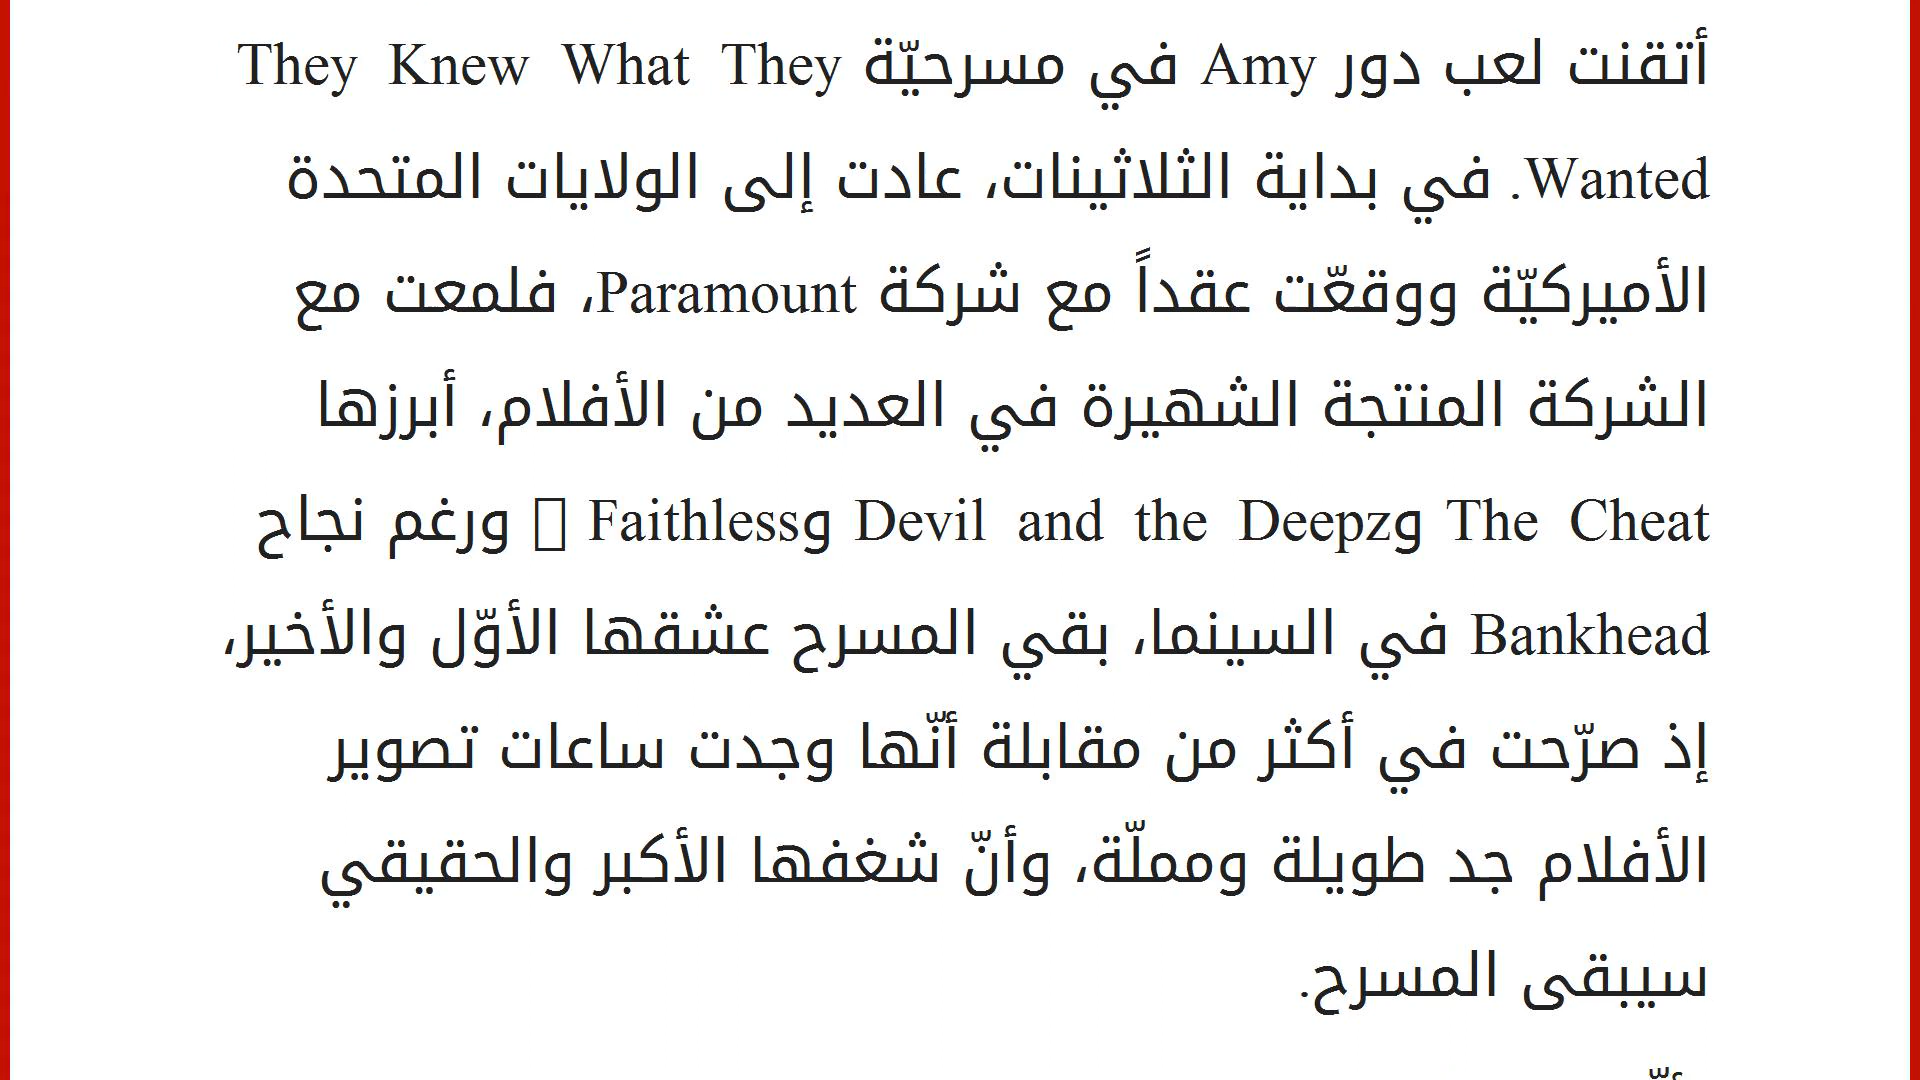 أتقنت لعب دور Amy في مسرحيّة They Knew What They
Wanted. في بداية الثلاثينات، عادت إلى الولايات المتحدة
الأميركيّة ووقعّت عقداً مع شركة Paramount، فلمعت مع
الشركة المنتجة الشهيرة في العديد من الأفلام، أبرزها
The Cheat وDevil and the Deepz وFaithless ▯ ورغم نجاح
Bankhead في السينما، بقي المسرح عشقها الأوّل والأخير،
إذ صرّحت في أكثر من مقابلة أنّها وجدت ساعات تصوير
الأفلام جد طويلة ومملّة، وأنّ شغفها الأكبر والحقيقي
سيبقى المسرح.